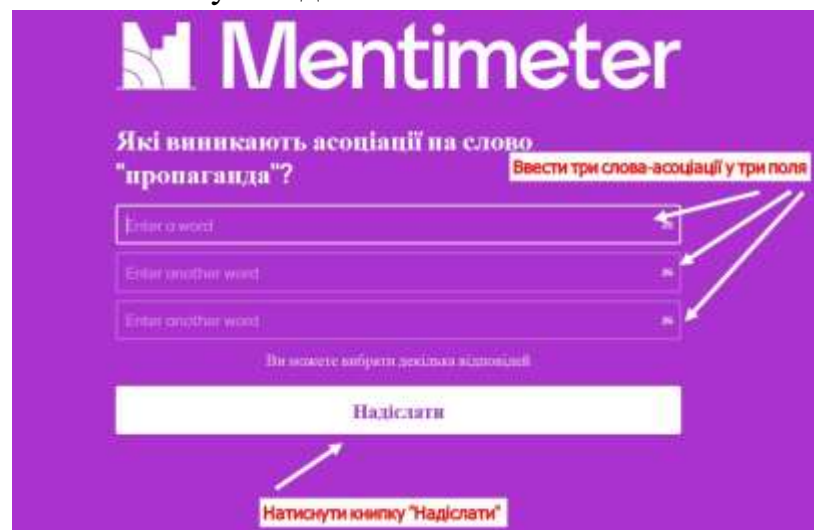 Mentimeter
Які виникають асоціації на слово
"пропаганда"?
Ввести три слова-асоціації у три поля
Enter a word
Enter another word
Enter another word
Ви можете вибрати декілька відповідей
Надіслати
Натиснути кнопку "Надіслати"